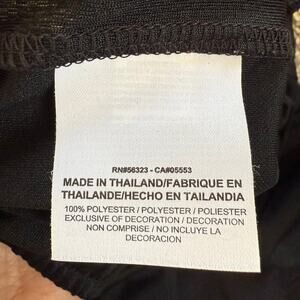 RN#56323 - CA#05553
MADE IN THAILAND/FABRIQUE EN
THAILANDE/HECHO EN TAILANDIA
100% POLYESTER / POLYESTER / POLIESTER
EXCLUSIVE OF DECORATION / DECORATION
NON COMPRISE / NO INCLUYE LA
DECORACION